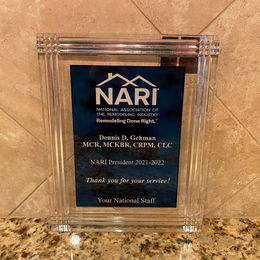 NARI
NATIONAL ASSOCIATION OF
THE REMODELING INDUSTRY
Remodeling Done Right.™
Dennis D. Gehman
MCR, MCKBR, CRPM, CLC
NARI President 2021-2022
Thank you for your service!
Your National Staff